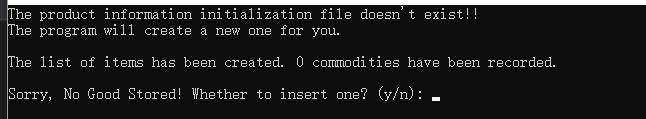 The product information initialization file doesn't exist!!
The program will create a new one for you.
The list of items has been created. 0 commodities have been recorded.
Sorry, No Good Stored! Whether to insert one? (y/n):